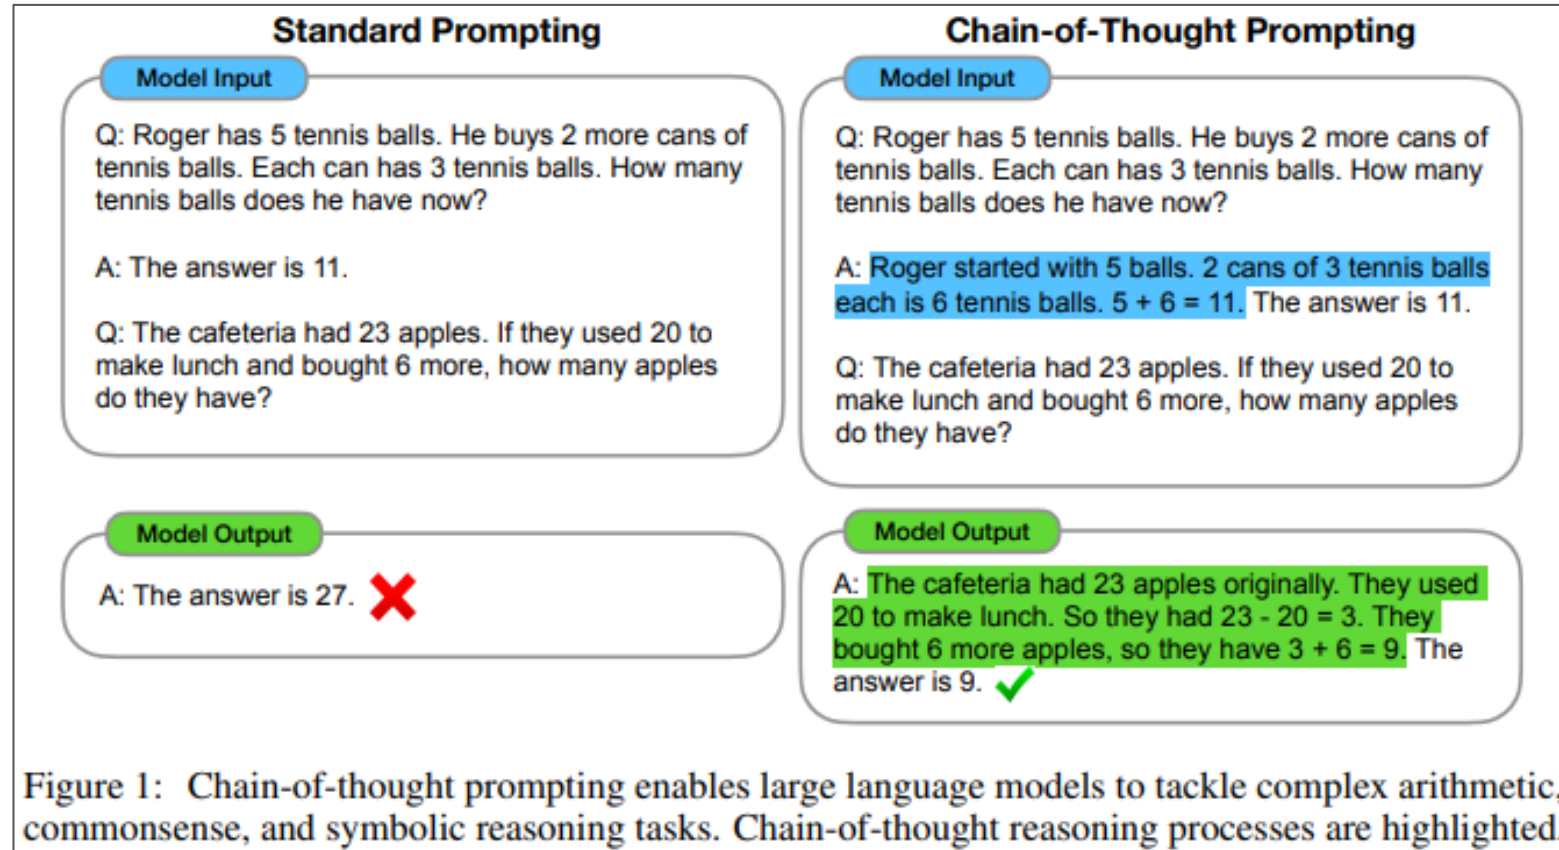 Standard Prompting
Model Input
Q: Roger has 5 tennis balls. He buys 2 more cans of
tennis balls. Each can has 3 tennis balls. How many
tennis balls does he have now?
A: The answer is 11.
Q: The cafeteria had 23 apples. If they used 20 to
make lunch and bought 6 more, how many apples
do they have?
Model Output
A: The answer is 27.
Chain-of-Thought Prompting
Model Input
Q: Roger has 5 tennis balls. He buys 2 more cans of
tennis balls. Each can has 3 tennis balls. How many
tennis balls does he have now?
A: Roger started with 5 balls. 2 cans of 3 tennis balls
each is 6 tennis balls. 5 + 6 = 11. The answer is 11.
Q: The cafeteria had 23 apples. If they used 20 to
make lunch and bought 6 more, how many apples
do they have?
Model Output
A: The cafeteria had 23 apples originally. They used
20 to make lunch. So they had 23 - 20 = 3. They
bought 6 more apples, so they have 3 + 6 = 9. The
answer is 9.
Figure 1: Chain-of-thought prompting enables large language models to tackle complex arithmetic,
commonsense, and symbolic reasoning tasks. Chain-of-thought reasoning processes are highlighted.